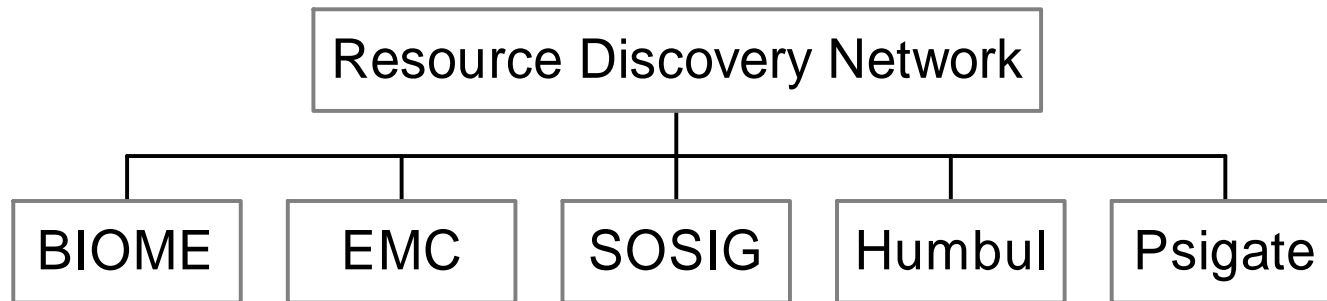 Resource Discovery Network
BIOME
EMC
SOSIG
Humbul
Psigate